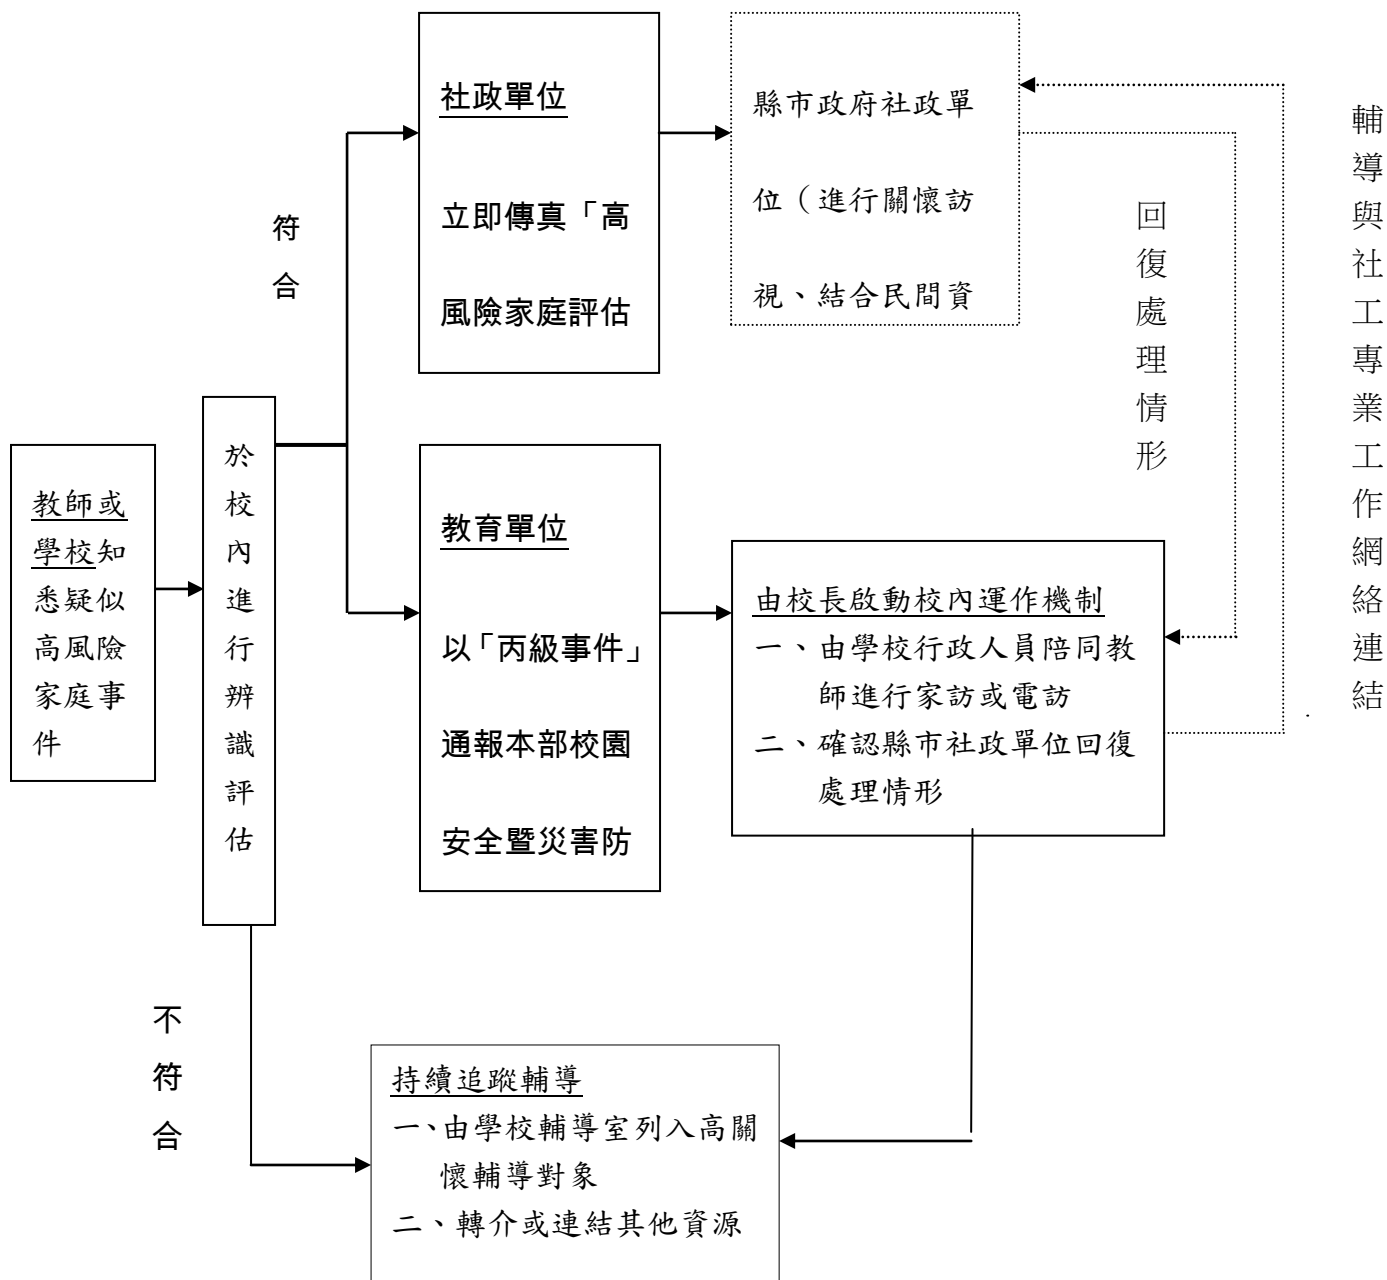 社政單位
立即傳真「高
風險家庭評估
縣市政府社政單
位（進行關懷訪
視、結合民間資
符合
回復處理情形
輔導與社工專業工作網絡連結
教師或
學校知
悉疑似
高風險
家庭事
件
於校內進行辨識評估
教育單位
以「丙級事件」
通報本部校園
安全暨災害防
由校長啟動校內運作機制
一、由學校行政人員陪同教
師進行家訪或電訪
二、確認縣市社政單位回復
處理情形
不符合
持續追蹤輔導
一、由學校輔導室列入高關
懷輔導對象
二、轉介或連結其他資源